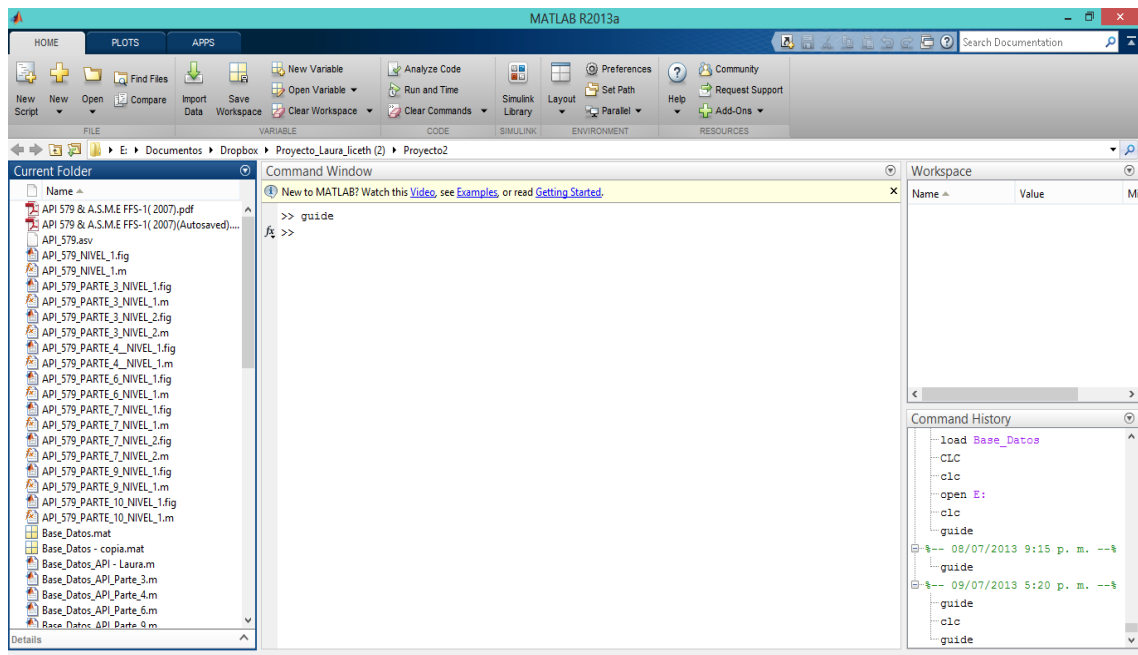 MATLAB R2013a
HOME PLOTS APPS
Search Documentation
New Script
New
Open
Find Files
Compare
Import Data
Save Workspace
New Variable
Open Variable
Clear Workspace
Analyze Code
Run and Time
Clear Commands
Simulink Library
Layout
Preferences
Set Path
Parallel
Help
Community
Request Support
Add-Ons
FILE VARIABLE CODE SIMULINK ENVIRONMENT RESOURCES
E: Documentos Dropbox Proyecto_Laura_liceth (2) Proyecto2
Current Folder
Name
API 579 & A.S.M.E FFS-1( 2007).pdf
API 579 & A.S.M.E FFS-1( 2007)(Autosaved)....
API_579.asv
API_579_NIVEL_1.fig
API_579_NIVEL_1.m
API_579_PARTE_3_NIVEL_1.fig
API_579_PARTE_3_NIVEL_1.m
API_579_PARTE_3_NIVEL_2.fig
API_579_PARTE_3_NIVEL_2.m
API_579_PARTE_4__NIVEL_1.fig
API_579_PARTE_4__NIVEL_1.m
API_579_PARTE_6_NIVEL_1.fig
API_579_PARTE_6_NIVEL_1.m
API_579_PARTE_7_NIVEL_1.fig
API_579_PARTE_7_NIVEL_1.m
API_579_PARTE_7_NIVEL_2.fig
API_579_PARTE_7_NIVEL_2.m
API_579_PARTE_9_NIVEL_1.fig
API_579_PARTE_9_NIVEL_1.m
API_579_PARTE_10_NIVEL_1.fig
API_579_PARTE_10_NIVEL_1.m
Base_Datos.mat
Base_Datos - copia.mat
Base_Datos_API - Laura.m
Base_Datos_API_Parte_3.m
Base_Datos_API_Parte_4.m
Base_Datos_API_Parte_6.m
Base_Datos_API_Parte_9.m
Details
Command Window
New to MATLAB? Watch this Video, see Examples, or read Getting Started.
>> guide
fx >>
Workspace
Name Value Mi
Command History
load Base_Datos
CLC
clc
open E:
clc
guide
%-- 08/07/2013 9:15 p. m. --%
guide
%-- 09/07/2013 5:20 p. m. --%
guide
clc
guide